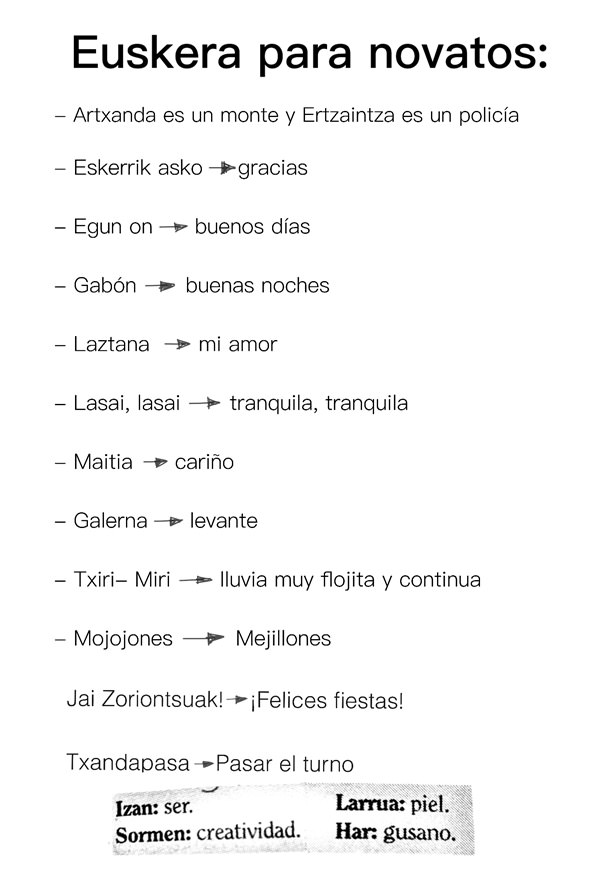 Euskera para novatos:
- Artxanda es un monte y Ertzaintza es un policía
- Eskerrik asko → gracias
- Egun on → buenos días
- Gabón → buenas noches
- Laztana → mi amor
- Lasai, lasai → tranquila, tranquila
- Maitia → cariño
- Galerna → levante
- Txiri- Miri → lluvia muy flojita y continua
- Mojojones → Mejillones
Jai Zoriontsuak! → ¡Felices fiestas!
Txandapasa → Pasar el turno
Izan: ser.
Sormen: creatividad.
Larrua: piel.
Har: gusano.